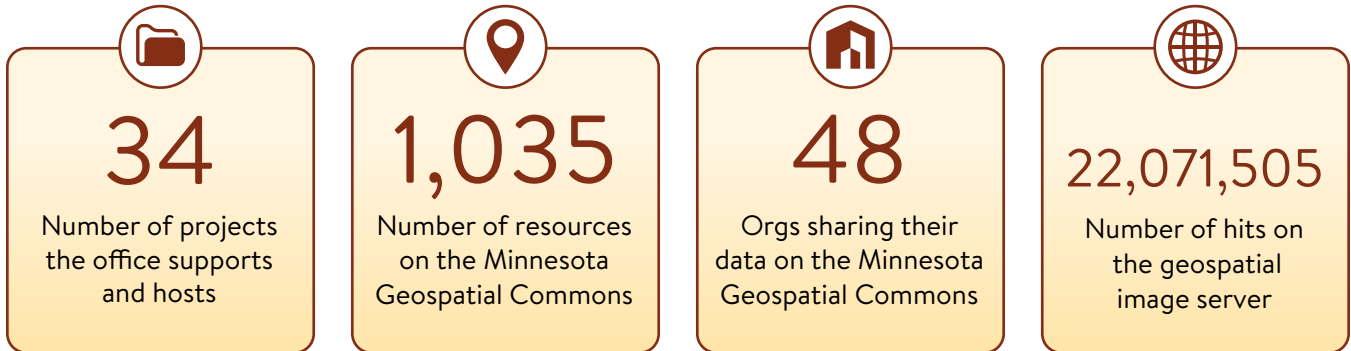 34
Number of projects
the office supports
and hosts
1,035
Number of resources
on the Minnesota
Geospatial Commons
48
Orgs sharing their
data on the Minnesota
Geospatial Commons
22,071,505
Number of hits on
the geospatial
image server